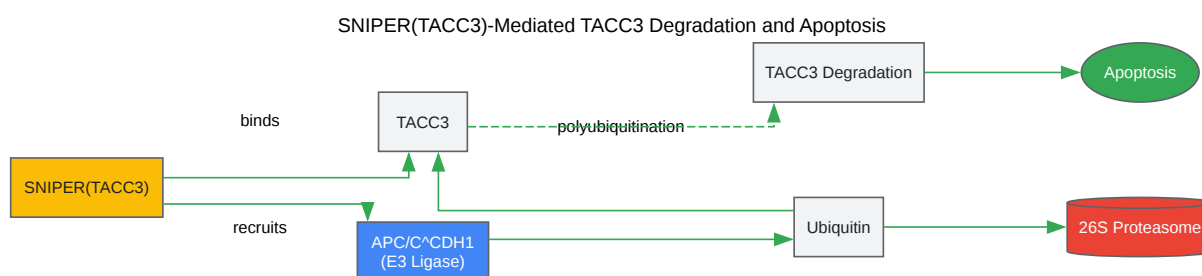 SNIPER(TACC3)-Mediated TACC3 Degradation and Apoptosis
TACC3 Degradation
Apoptosis
binds
TACC3
polyubiquitination
SNIPER(TACC3)
recruits
APC/C^CDH1
(E3 Ligase)
Ubiquitin
26S Proteasome